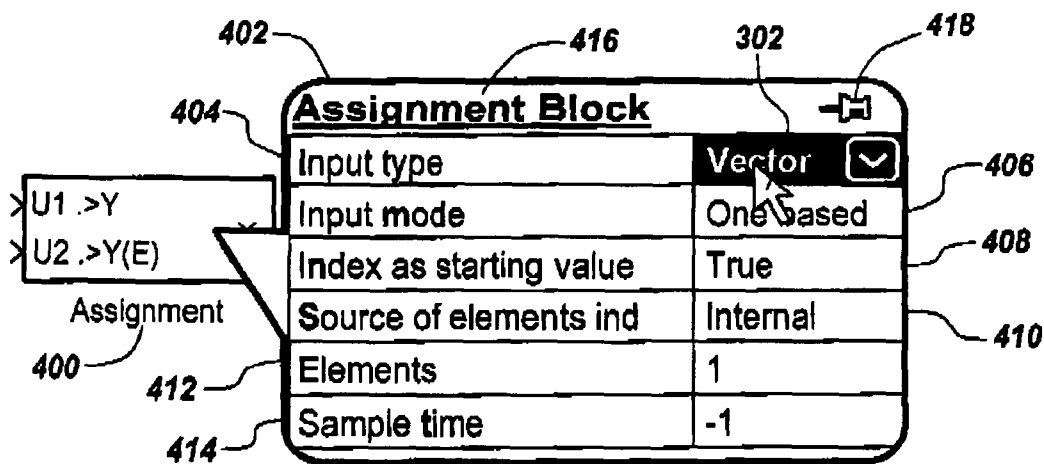 402 416 302 418
Assignment Block
404
Input type Vector
406
Input mode One based
408
Index as starting value True
Source of elements ind Internal
410
Elements 1
412
Sample time -1
414
U1 .>Y
U2 .>Y(E)
Assignment
400